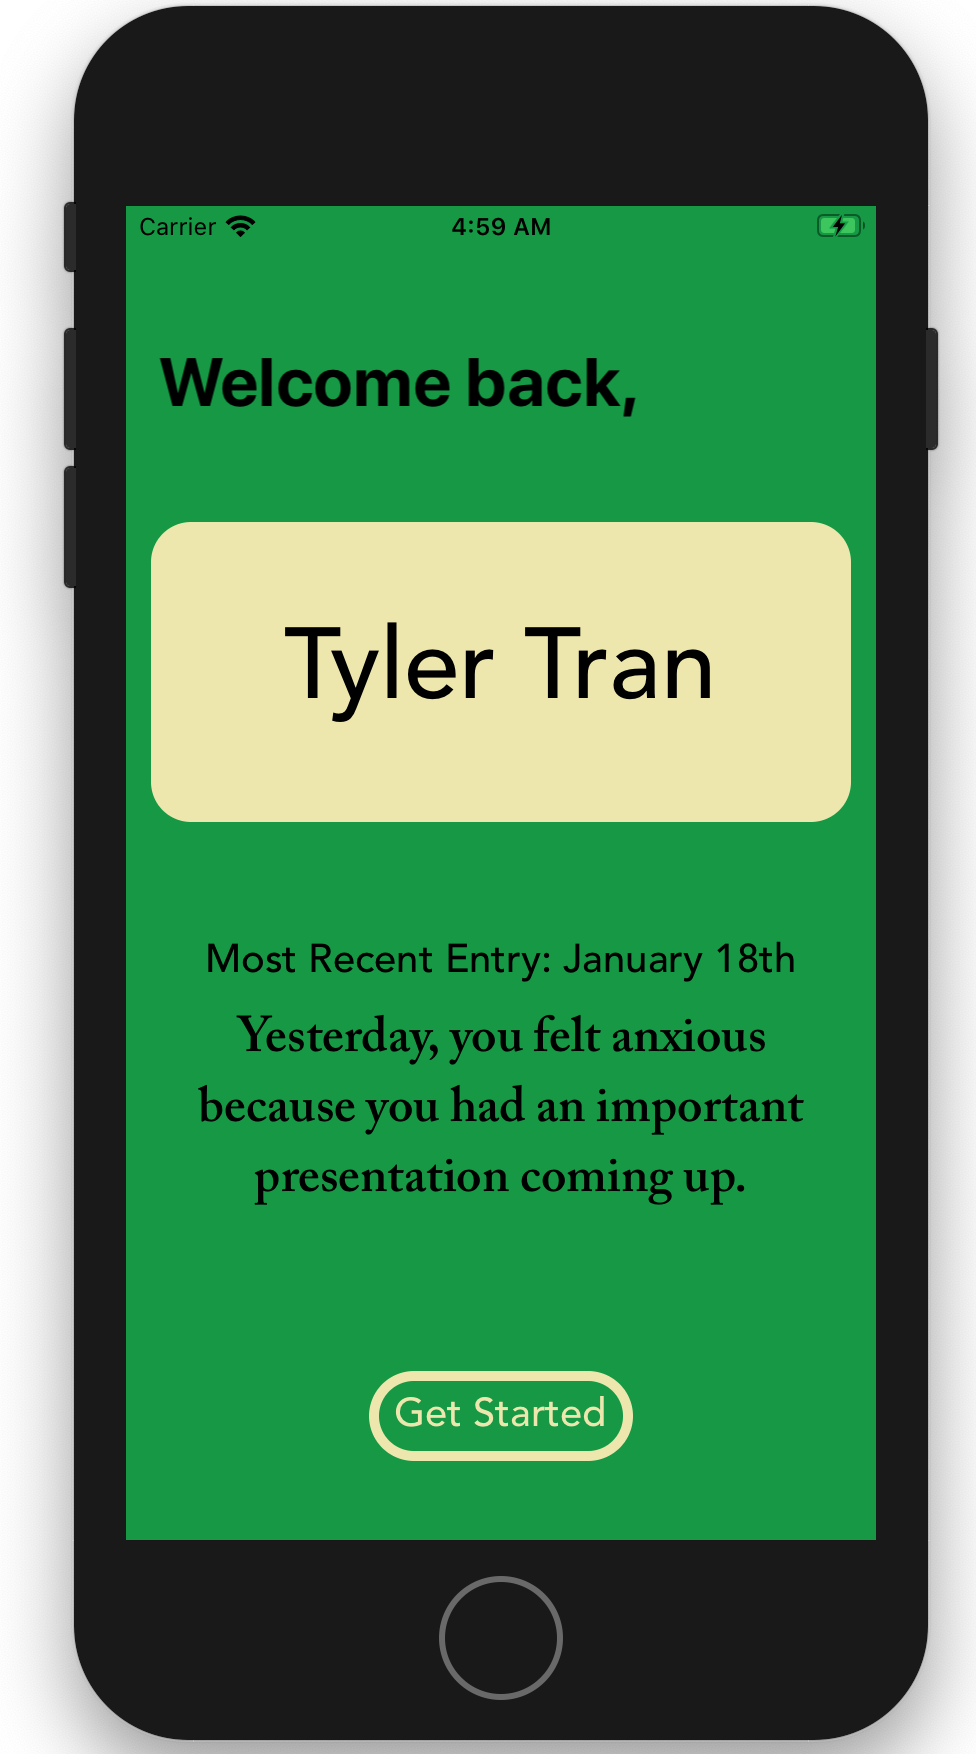 Carrier 4:59 AM
Welcome back,
Tyler Tran
Most Recent Entry: January 18th
Yesterday, you felt anxious
because you had an important
presentation coming up.
Get Started